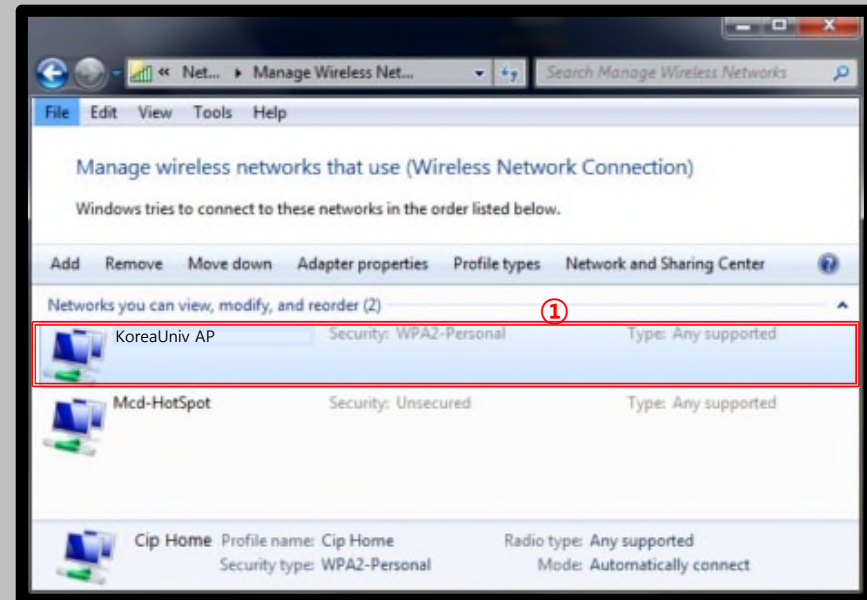 « Net... ▸ Manage Wireless Net... Search Manage Wireless Networks
File Edit View Tools Help
Manage wireless networks that use (Wireless Network Connection)
Windows tries to connect to these networks in the order listed below.
Add Remove Move down Adapter properties Profile types Network and Sharing Center
Networks you can view, modify, and reorder (2)
①
KoreaUniv AP Security: WPA2-Personal Type: Any supported
Mcd-HotSpot Security: Unsecured Type: Any supported
Cip Home Profile name: Cip Home Radio type: Any supported
Security type: WPA2-Personal Mode: Automatically connect